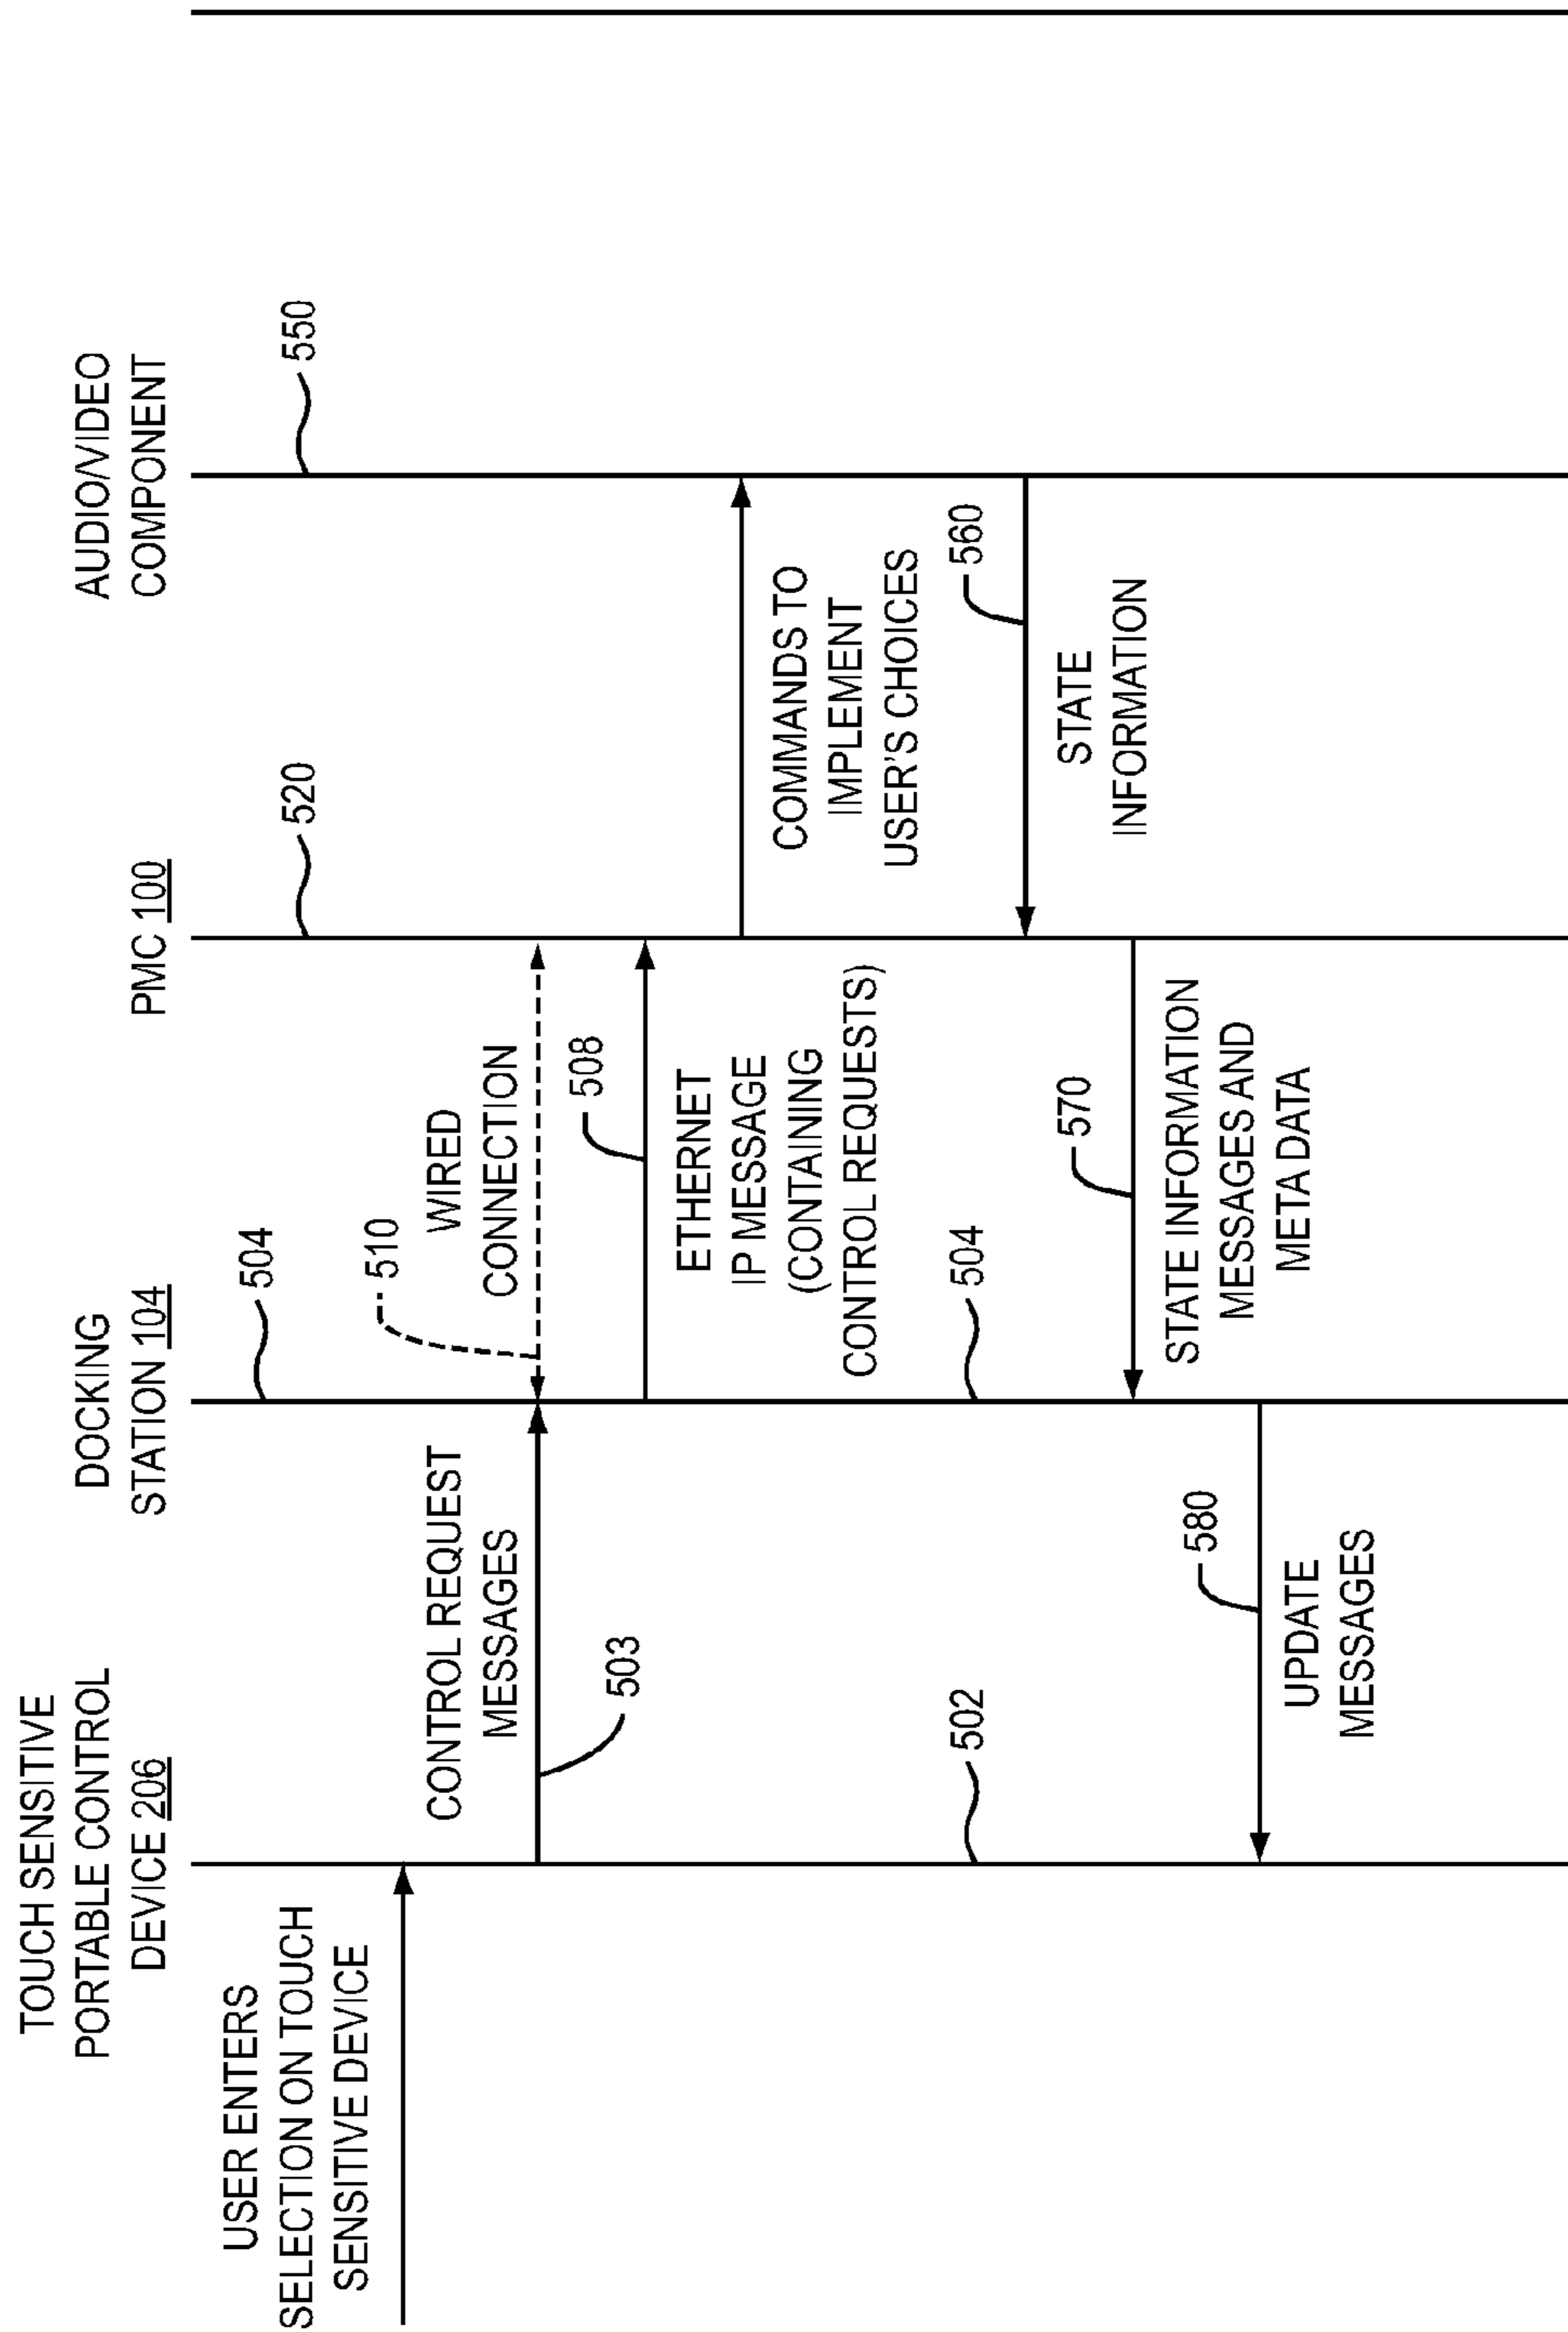 TOUCH SENSITIVE
PORTABLE CONTROL
DEVICE 206
DOCKING
STATION 104
PMC 100
AUDIO/VIDEO
COMPONENT
USER ENTERS
SELECTION ON TOUCH
SENSITIVE DEVICE
504
520
550
510
CONTROL REQUEST
MESSAGES
WIRED
CONNECTION
503
508
ETHERNET
IP MESSAGE
(CONTAINING
CONTROL REQUESTS)
COMMANDS TO
IMPLEMENT
USER'S CHOICES
502
504
560
STATE
INFORMATION
570
STATE INFORMATION
MESSAGES AND
META DATA
580
UPDATE
MESSAGES